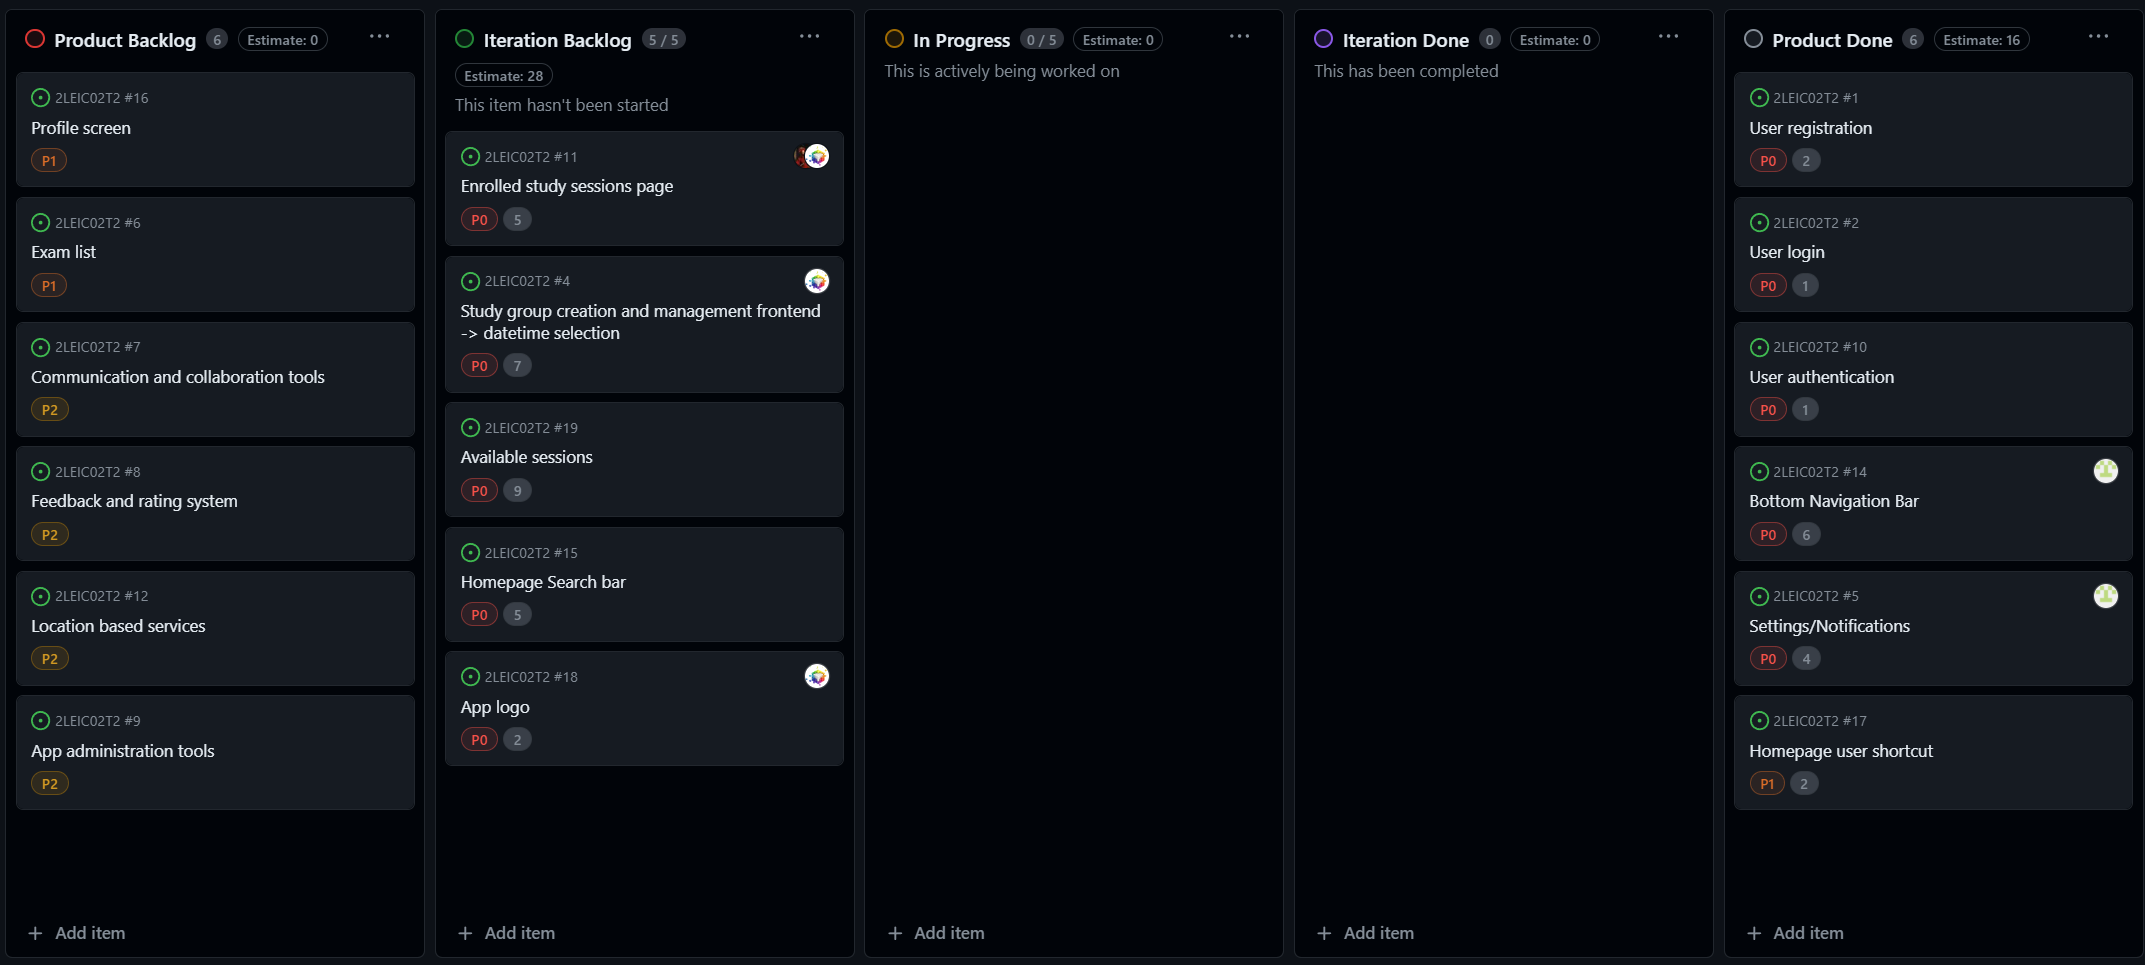 Product Backlog 6 Estimate: 0
2LEIC02T2 #16
Profile screen
P1
2LEIC02T2 #6
Exam list
P1
2LEIC02T2 #7
Communication and collaboration tools
P2
2LEIC02T2 #8
Feedback and rating system
P2
2LEIC02T2 #12
Location based services
P2
2LEIC02T2 #9
App administration tools
P2
+ Add item
Iteration Backlog 5 / 5
Estimate: 28
This item hasn't been started
2LEIC02T2 #11
Enrolled study sessions page
P0 5
2LEIC02T2 #4
Study group creation and management frontend
-> datetime selection
P0 7
2LEIC02T2 #19
Available sessions
P0 9
2LEIC02T2 #15
Homepage Search bar
P0 5
2LEIC02T2 #18
App logo
P0 2
+ Add item
In Progress 0 / 5 Estimate: 0
This is actively being worked on
+ Add item
Iteration Done 0 Estimate: 0
This has been completed
+ Add item
Product Done 6 Estimate: 16
2LEIC02T2 #1
User registration
P0 2
2LEIC02T2 #2
User login
P0 1
2LEIC02T2 #10
User authentication
P0 1
2LEIC02T2 #14
Bottom Navigation Bar
P0 6
2LEIC02T2 #5
Settings/Notifications
P0 4
2LEIC02T2 #17
Homepage user shortcut
P1 2
+ Add item